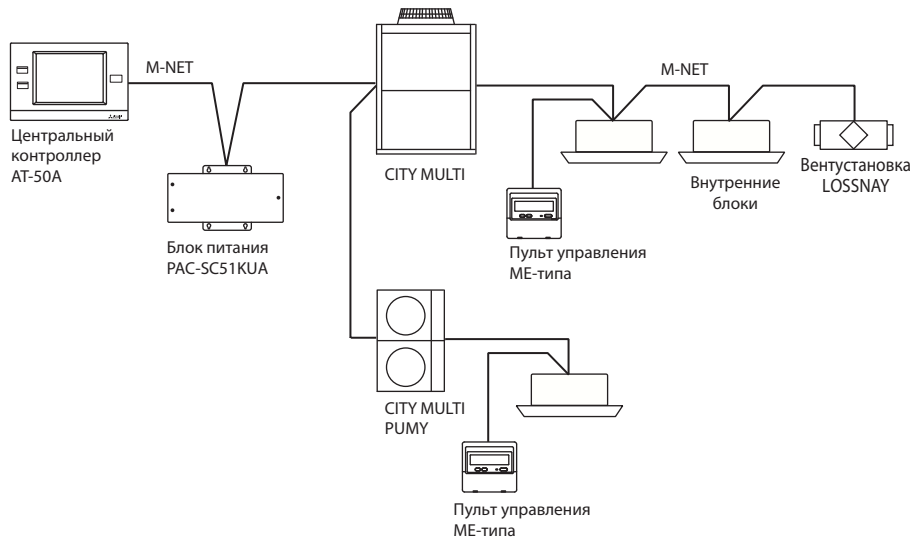 M-NET
M-NET
Центральный
контроллер
AT-50A
CITY MULTI
Внутренние
блоки
Вентустановка
LOSSNAY
Блок питания
PAC-SC51KUA
Пульт управления
МЕ-типа
CITY MULTI
PUMY
Пульт управления
МЕ-типа